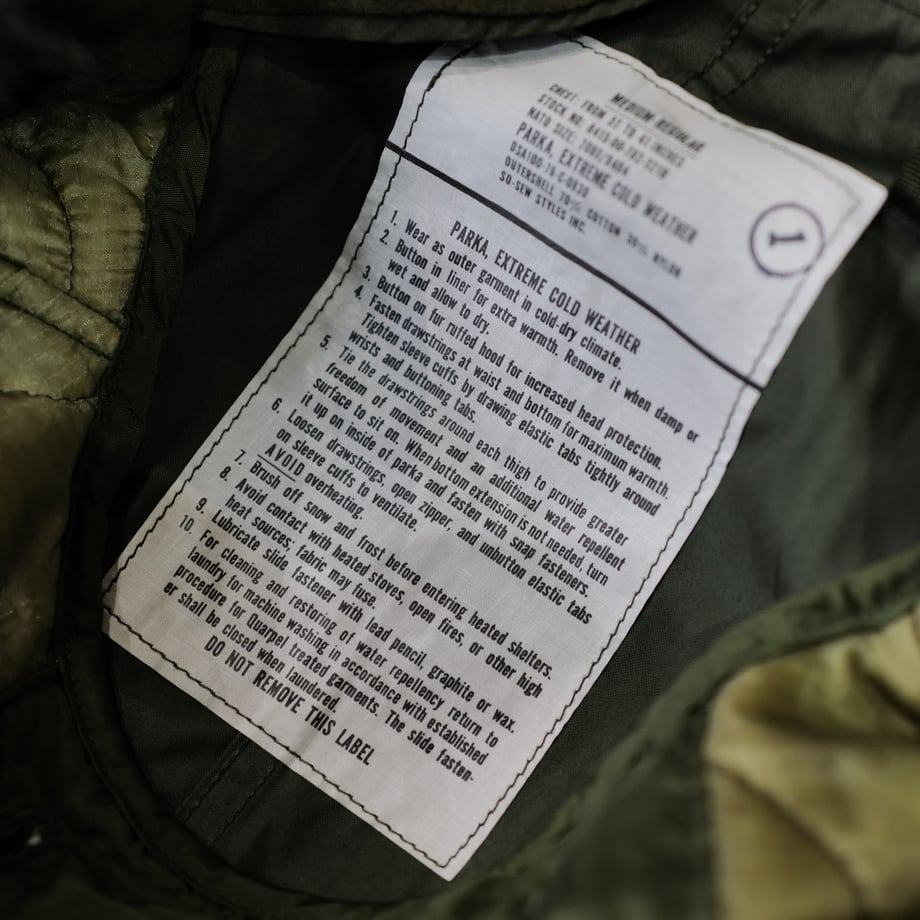 MEDIUM REGULAR
CHEST: FROM 37 TO 41 INCHES
STOCK NO.
NATO SIZE:
PARKA, EXTREME COLD WEATHER
OUTERSHELL 70% COTTON 30% NYLON
SO-SEW STYLES INC.
1
PARKA, EXTREME COLD WEATHER
1. Wear as outer garment in cold-dry climate.
2. Button in liner for extra warmth. Remove it when damp or
wet and allow to dry.
3. Button on fur ruffed hood for increased head protection.
4. Fasten drawstrings at waist and bottom for maximum warmth.
Tighten sleeve cuffs by drawing elastic tabs tightly around
wrists and buttoning tabs.
5. Tie the drawstrings around each thigh to provide greater
freedom of movement and an additional water repellent
surface to sit on. When bottom extension is not needed, turn
it up on inside of parka and fasten with snap fasteners.
6. Loosen drawstrings, open zipper, and unbutton elastic tabs
on sleeve cuffs to ventilate.
AVOID overheating.
7. Brush off snow and frost before entering heated shelters.
8. Avoid contact with heated stoves, open fires, or other high
heat sources; fabric may fuse.
9. Lubricate slide fastener with lead pencil, graphite or wax.
10. For cleaning and restoring of water repellency return to
laundry for machine washing in accordance with established
procedure for Quarpel treated garments. The slide fasten-
er shall be closed when laundered.
DO NOT REMOVE THIS LABEL